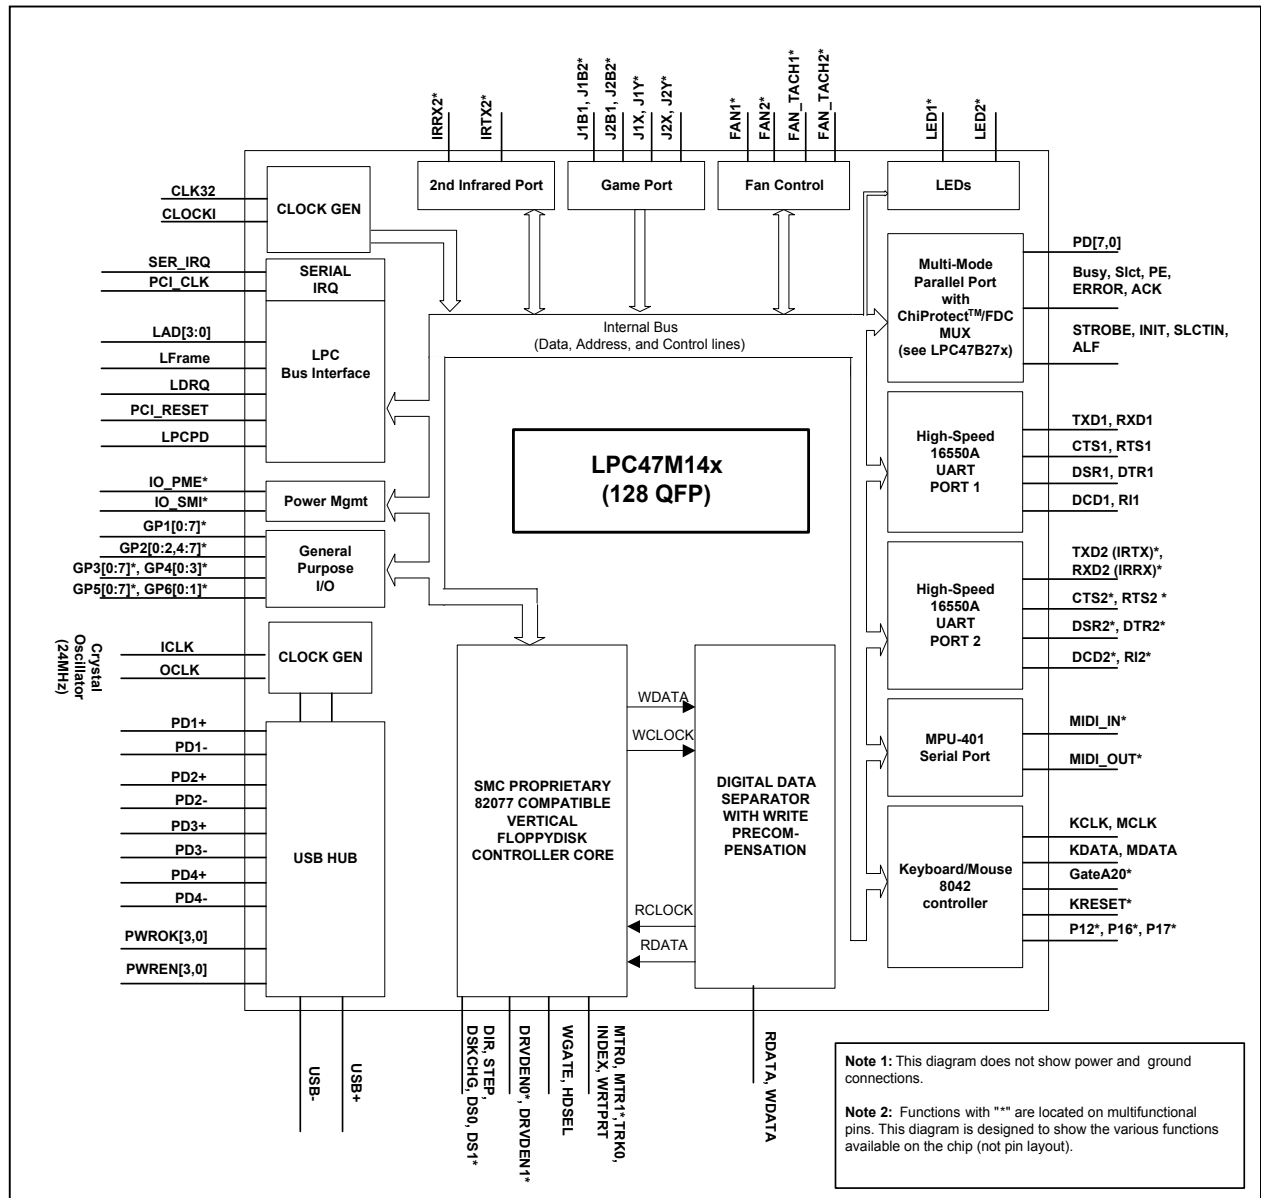 IRRX2*
IRTX2*
J1B1, J1B2*
J2B1, J2B2*
J1X, J1Y*
J2X, J2Y*
FAN1*
FAN2*
FAN_TACH1*
FAN_TACH2*
LED1*
LED2*
CLK32
CLOCKI
CLOCK GEN
2nd Infrared Port
Game Port
Fan Control
LEDs
SER_IRQ
PCI_CLK
SERIAL
IRQ
LAD[3:0]
LFrame
LDRQ
PCI_RESET
LPCPD
LPC
Bus Interface
Internal Bus
(Data, Address, and Control lines)
Multi-Mode
Parallel Port
with
ChiProtectTM/FDC
MUX
(see LPC47B27x)
PD[7,0]
Busy, Slct, PE,
ERROR, ACK
STROBE, INIT, SLCTIN,
ALF
LPC47M14x
(128 QFP)
High-Speed
16550A
UART
PORT 1
TXD1, RXD1
CTS1, RTS1
DSR1, DTR1
DCD1, RI1
IO_PME*
IO_SMI*
Power Mgmt
GP1[0:7]*
GP2[0:2,4:7]*
GP3[0:7]*, GP4[0:3]*
GP5[0:7]*, GP6[0:1]*
General
Purpose
I/O
High-Speed
16550A
UART
PORT 2
TXD2 (IRTX)*,
RXD2 (IRRX)*
CTS2*, RTS2 *
DSR2*, DTR2*
DCD2*, RI2*
Crystal
Oscillator
(24MHz)
ICLK
OCLK
CLOCK GEN
PD1+
PD1-
PD2+
PD2-
PD3+
PD3-
PD4+
PD4-
PWROK[3,0]
PWREN[3,0]
USB HUB
SMC PROPRIETARY
82077 COMPATIBLE
VERTICAL
FLOPPYDISK
CONTROLLER CORE
WDATA
WCLOCK
RCLOCK
RDATA
DIGITAL DATA
SEPARATOR
WITH WRITE
PRECOM-
PENSATION
MPU-401
Serial Port
MIDI_IN*
MIDI_OUT*
Keyboard/Mouse
8042
controller
KCLK, MCLK
KDATA, MDATA
GateA20*
KRESET*
P12*, P16*, P17*
USB-
USB+
DIR, STEP,
DSKCHG, DS0, DS1*
DRVDEN0*, DRVDEN1*
WGATE, HDSEL
MTR0, MTR1*,TRK0,
INDEX, WRTPRT
RDATA, WDATA
Note 1: This diagram does not show power and ground
connections.
Note 2: Functions with "*" are located on multifunctional
pins. This diagram is designed to show the various functions
available on the chip (not pin layout).